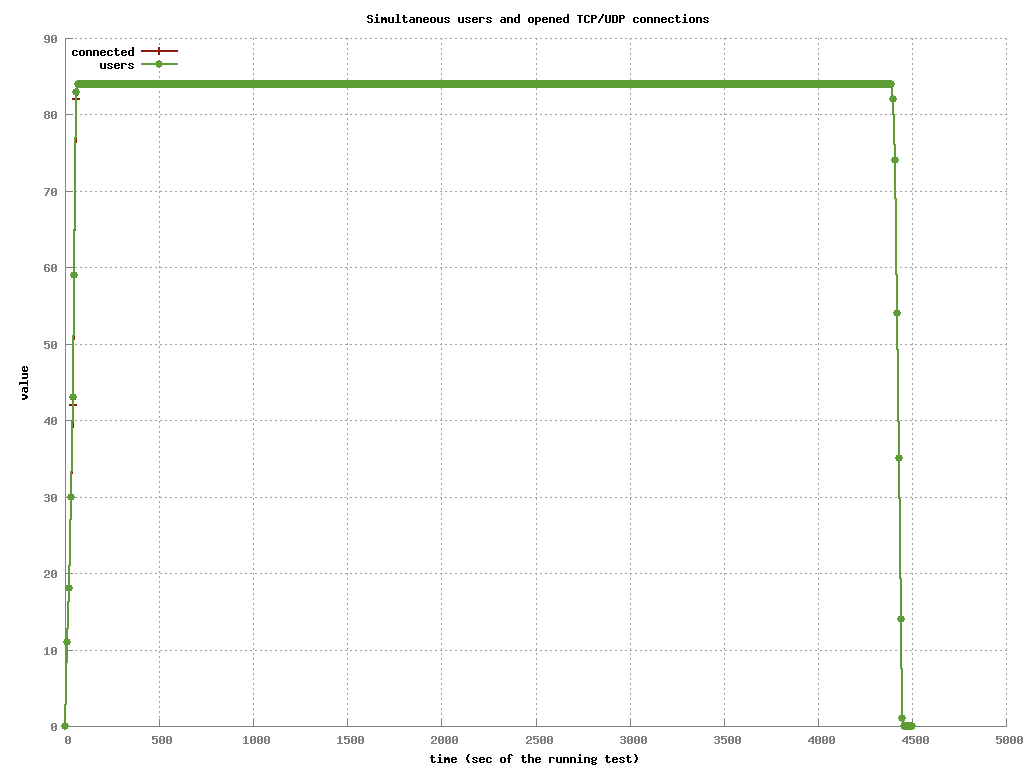 Simultaneous users and opened TCP/UDP connections
90
connected
users
80
70
60
50
value
40
30
20
10
0
0 500 1000 1500 2000 2500 3000 3500 4000 4500 5000
time (sec of the running test)